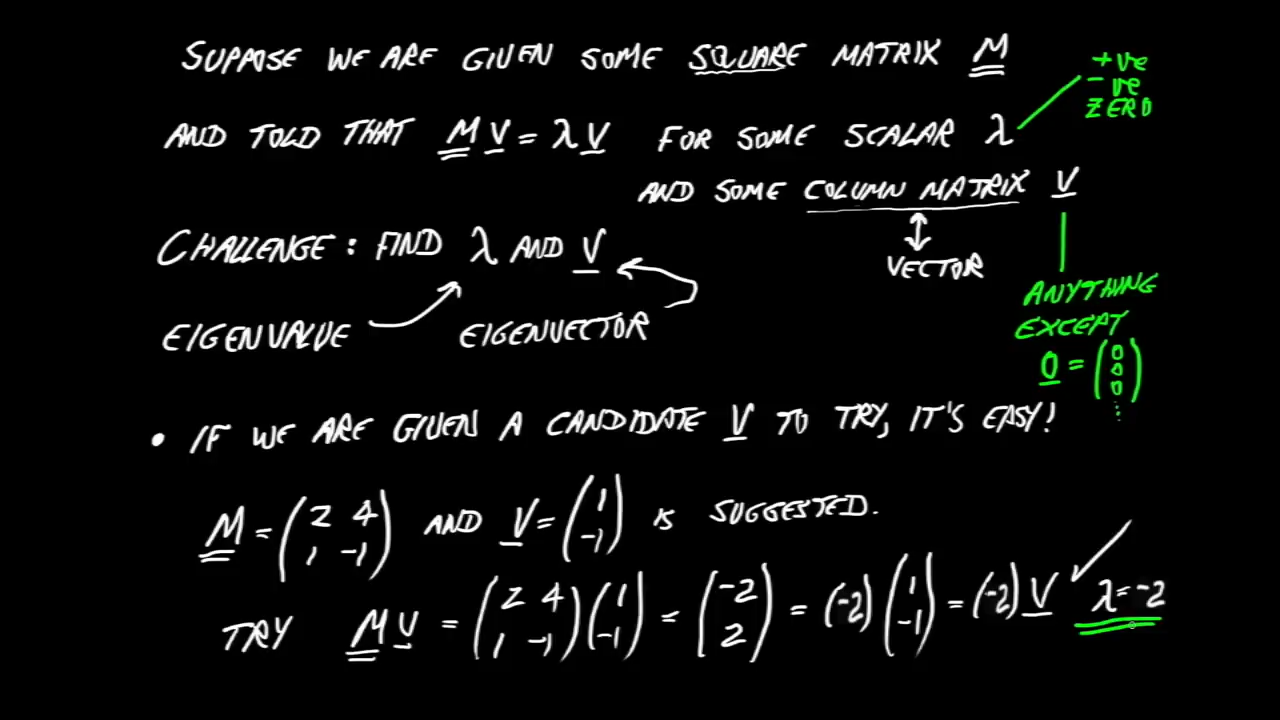 SUPPOSE WE ARE GIVEN SOME SQUARE MATRIX M
+ve
-ve
ZERO
AND TOLD THAT M V = λ V FOR SOME SCALAR λ
AND SOME COLUMN MATRIX V
VECTOR
CHALLENGE: FIND λ AND V
EIGENVALUE EIGENVECTOR
ANYTHING
EXCEPT
0 = (0 0 0 ⋮)
• IF WE ARE GIVEN A CANDIDATE V TO TRY, IT'S EASY!
M = (2 4; 1 -1) AND V = (1; -1) IS SUGGESTED.
TRY M V = (2 4; 1 -1)(1; -1) = (-2; 2) = (-2)(1; -1) = (-2) V ✓ λ = -2